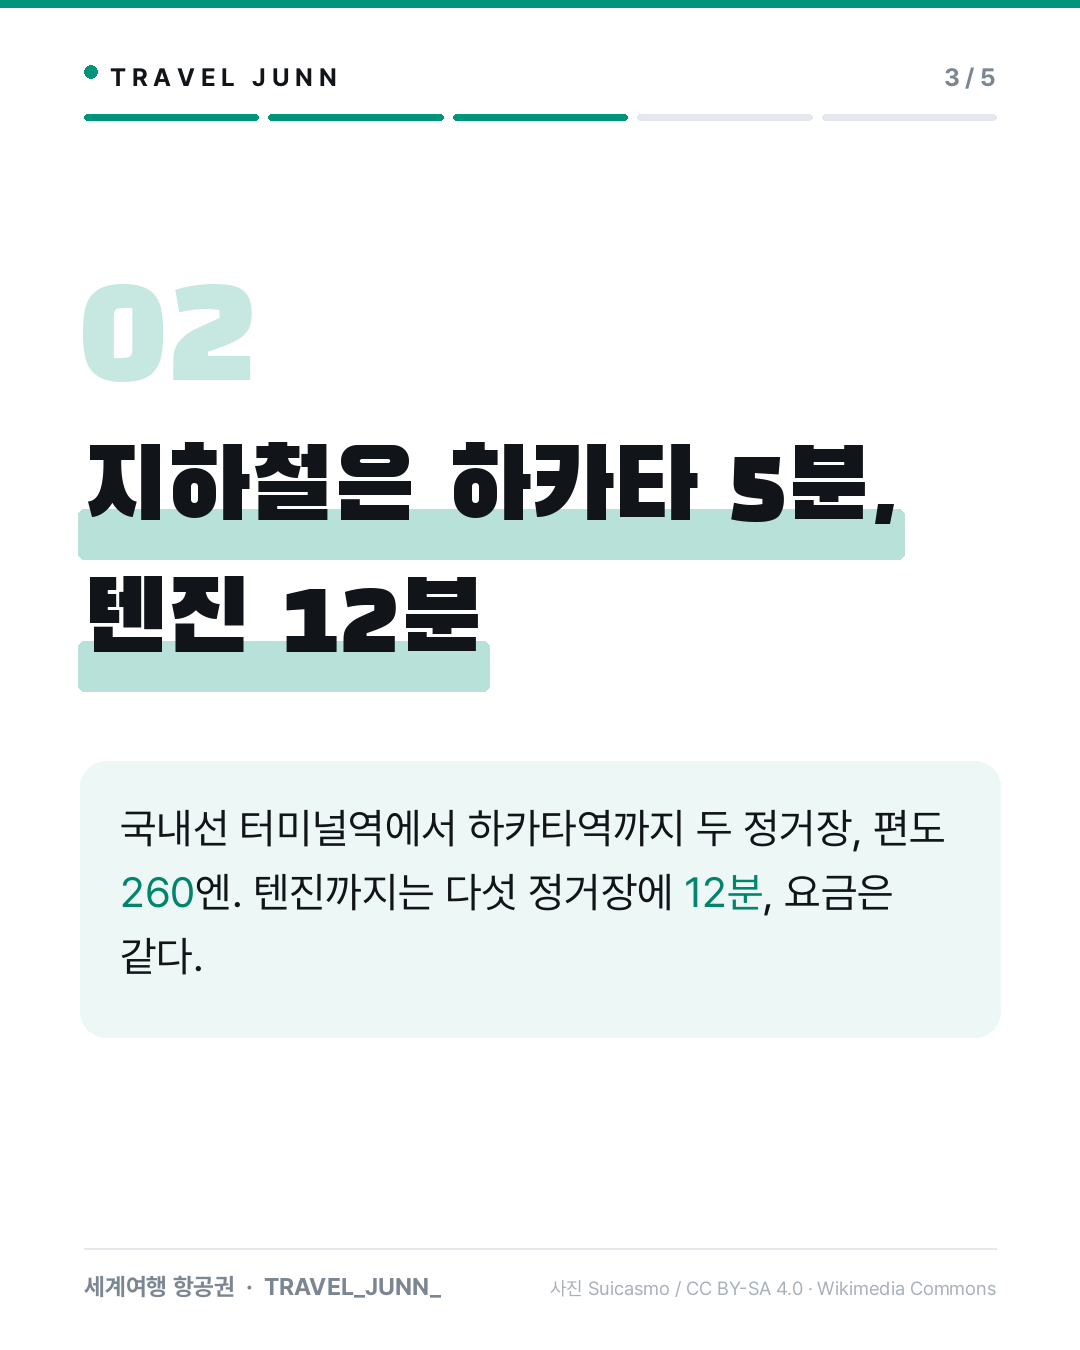 TRAVEL JUNN
3 / 5
02
지하철은 하카타 5분,
텐진 12분
국내선 터미널역에서 하카타역까지 두 정거장, 편도
260엔. 텐진까지는 다섯 정거장에 12분, 요금은
같다.
세계여행 항공권 · TRAVEL_JUNN_
사진 Suicasmo / CC BY-SA 4.0 · Wikimedia Commons